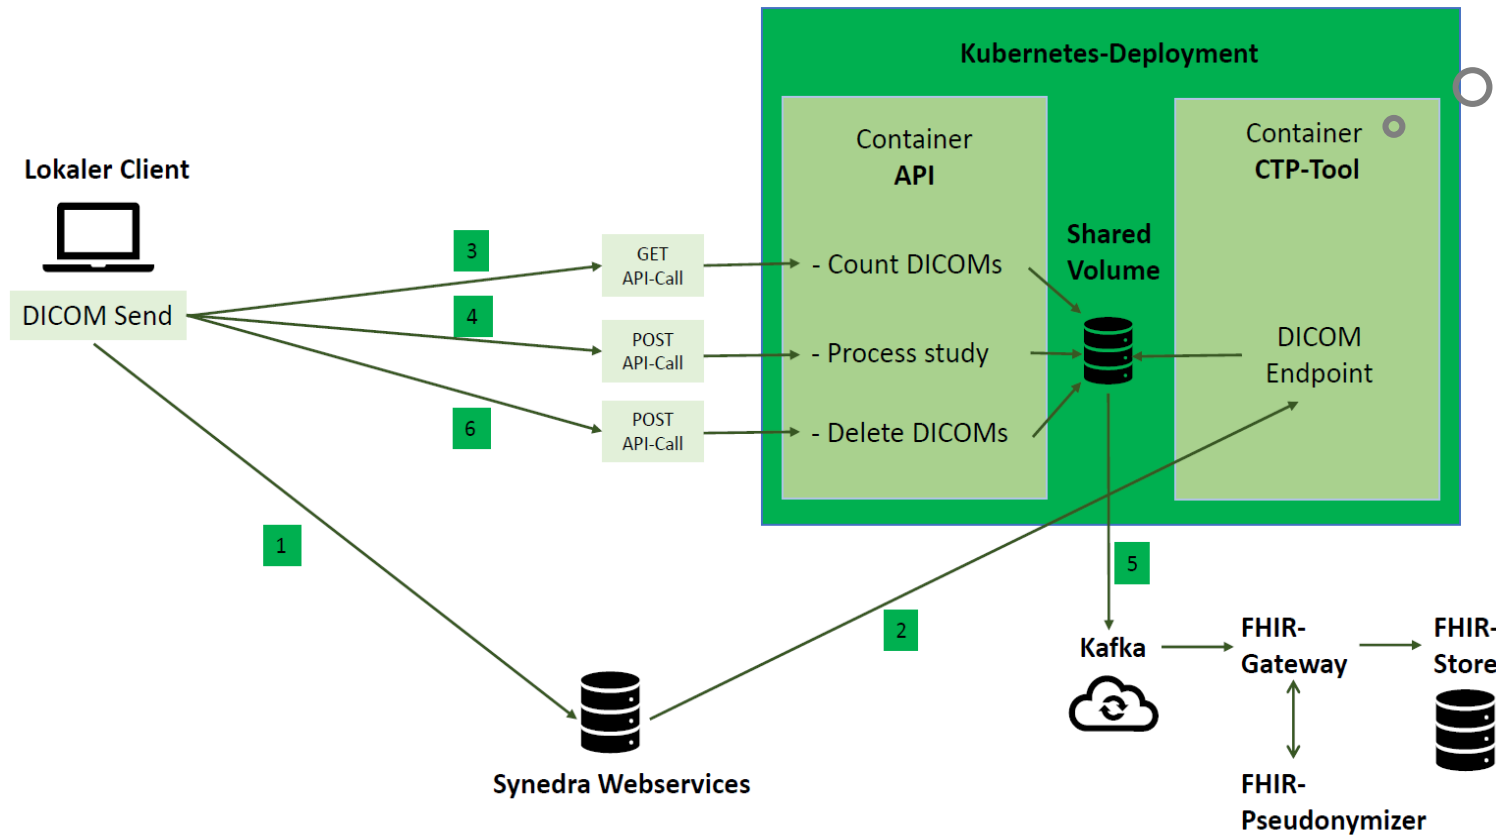 Kubernetes-Deployment
Lokaler Client
DICOM Send
3
4
6
1
2
5
GET
API-Call
POST
API-Call
POST
API-Call
Container
API
- Count DICOMs
- Process study
- Delete DICOMs
Shared
Volume
Container
CTP-Tool
DICOM
Endpoint
Synedra Webservices
Kafka
FHIR-
Gateway
FHIR-
Store
FHIR-
Pseudonymizer